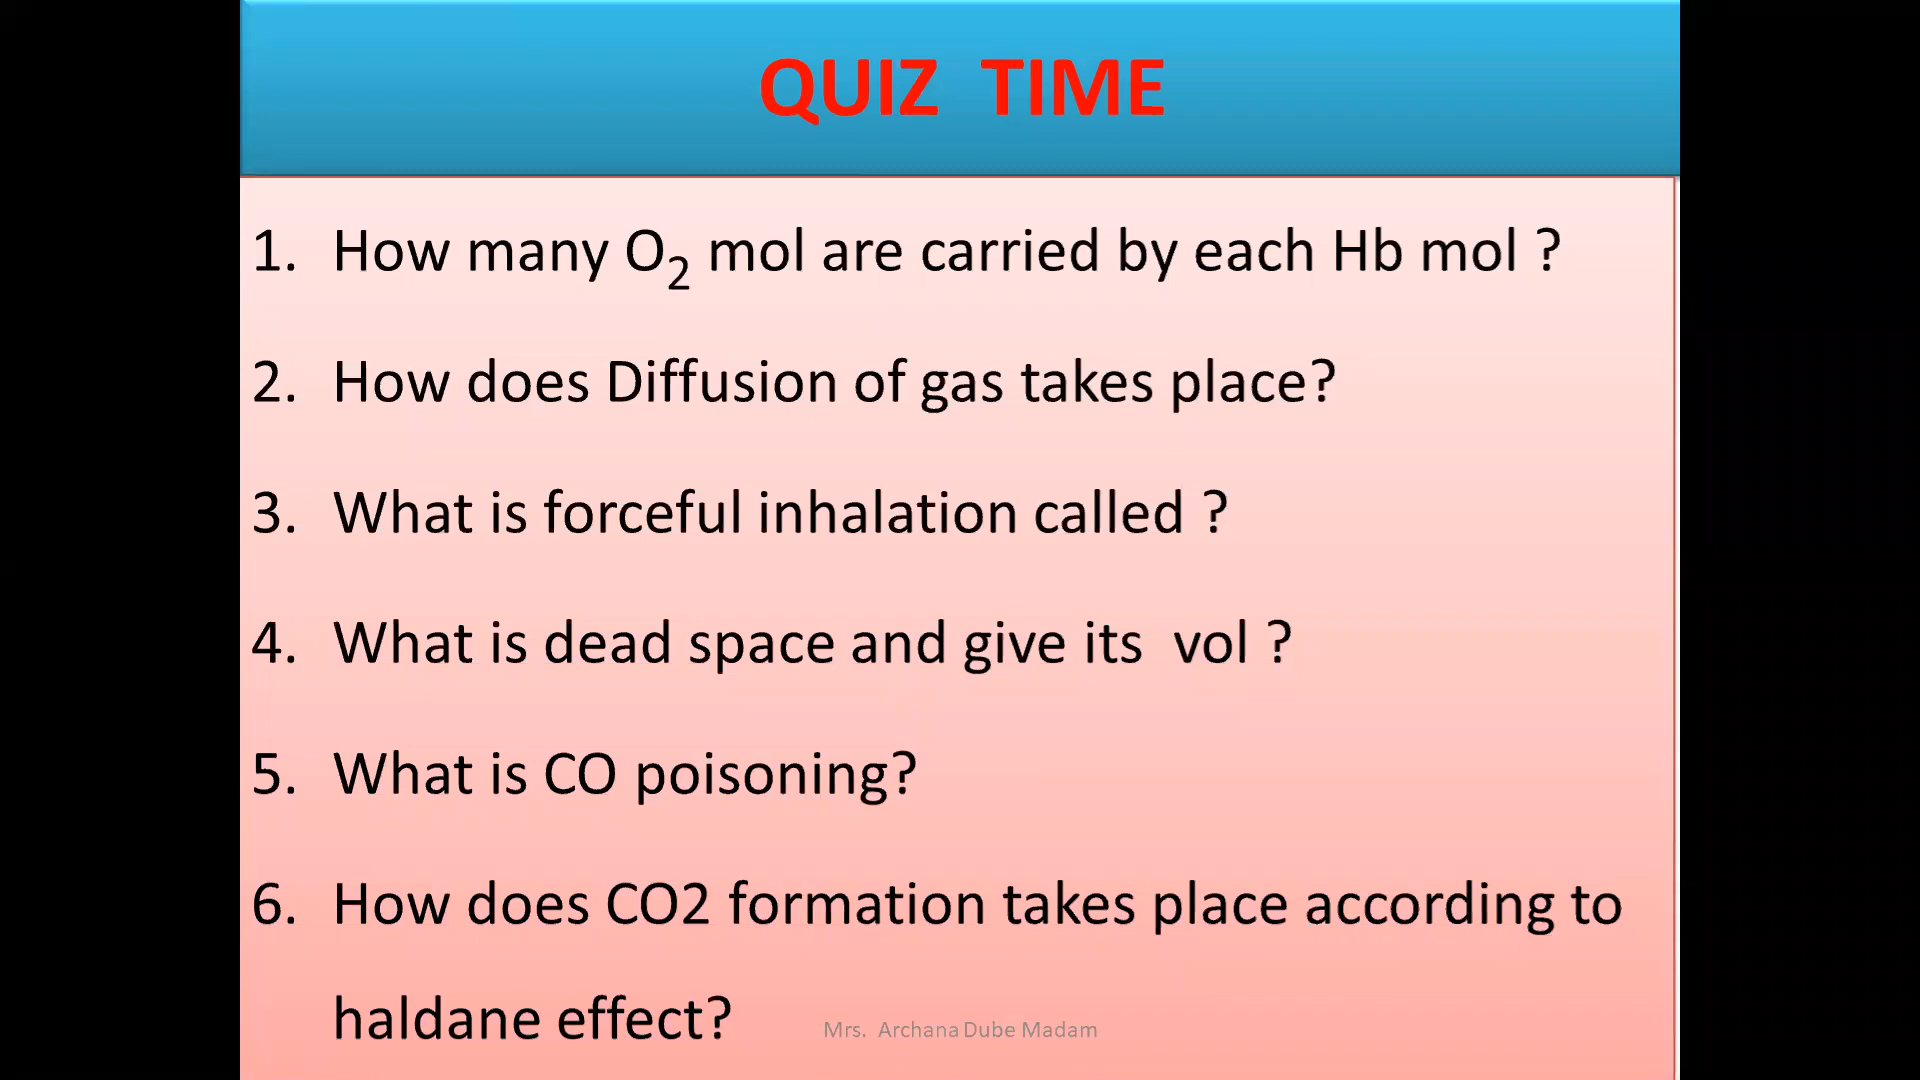 QUIZ TIME
1. How many O₂ mol are carried by each Hb mol ?
2. How does Diffusion of gas takes place?
3. What is forceful inhalation called ?
4. What is dead space and give its vol ?
5. What is CO poisoning?
6. How does CO2 formation takes place according to
haldane effect?
Mrs. Archana Dube Madam